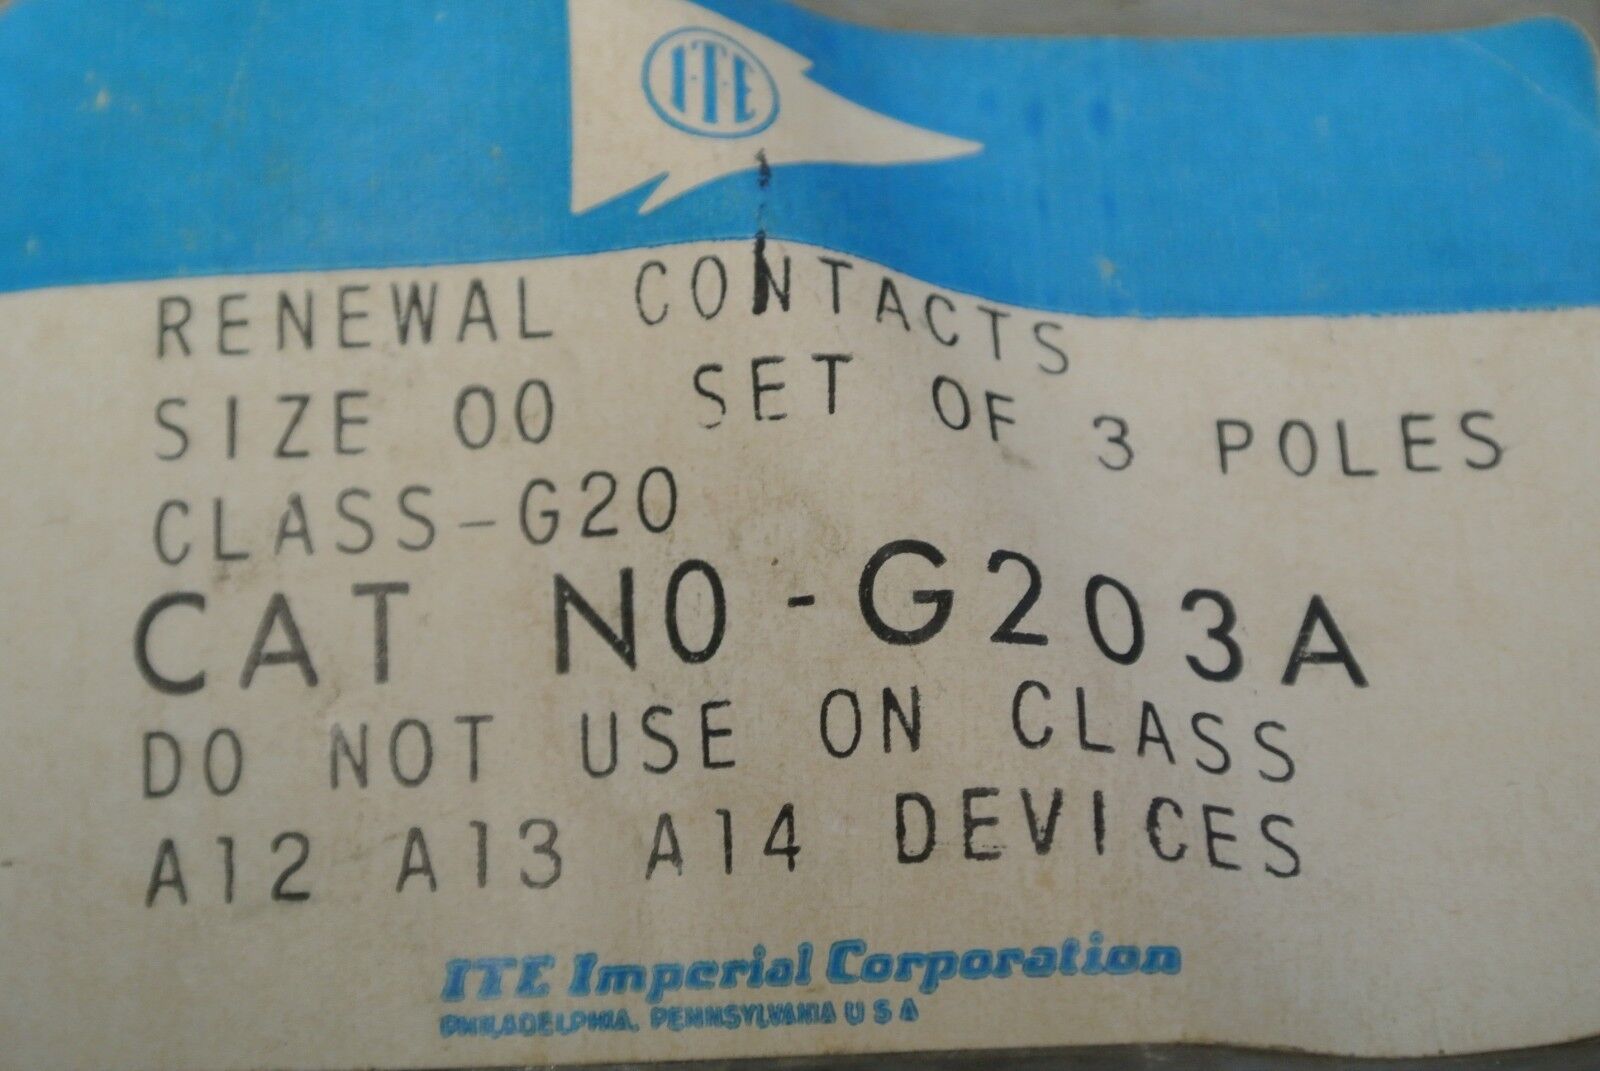 I·T·E
RENEWAL CONTACTS
SIZE 00 SET OF 3 POLES
CLASS-G20
CAT NO-G203A
DO NOT USE ON CLASS
A12 A13 A14 DEVICES
ITE Imperial Corporation
PHILADELPHIA, PENNSYLVANIA U S A